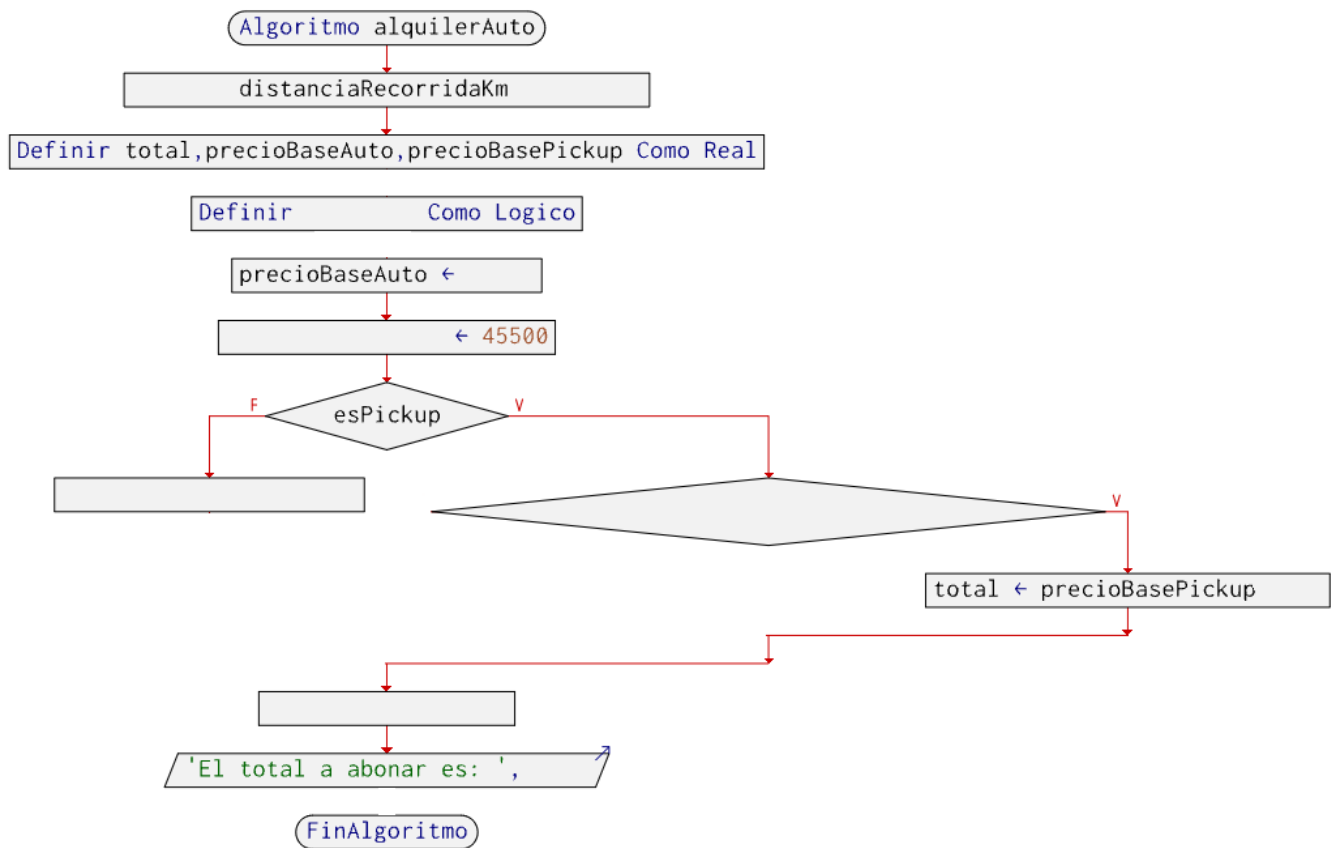 Algoritmo alquilerAuto
distanciaRecorridaKm
Definir total,precioBaseAuto,precioBasePickup Como Real
Definir Como Logico
precioBaseAuto ←
← 45500
F esPickup V
V
total ← precioBasePickup
'El total a abonar es: ',
FinAlgoritmo